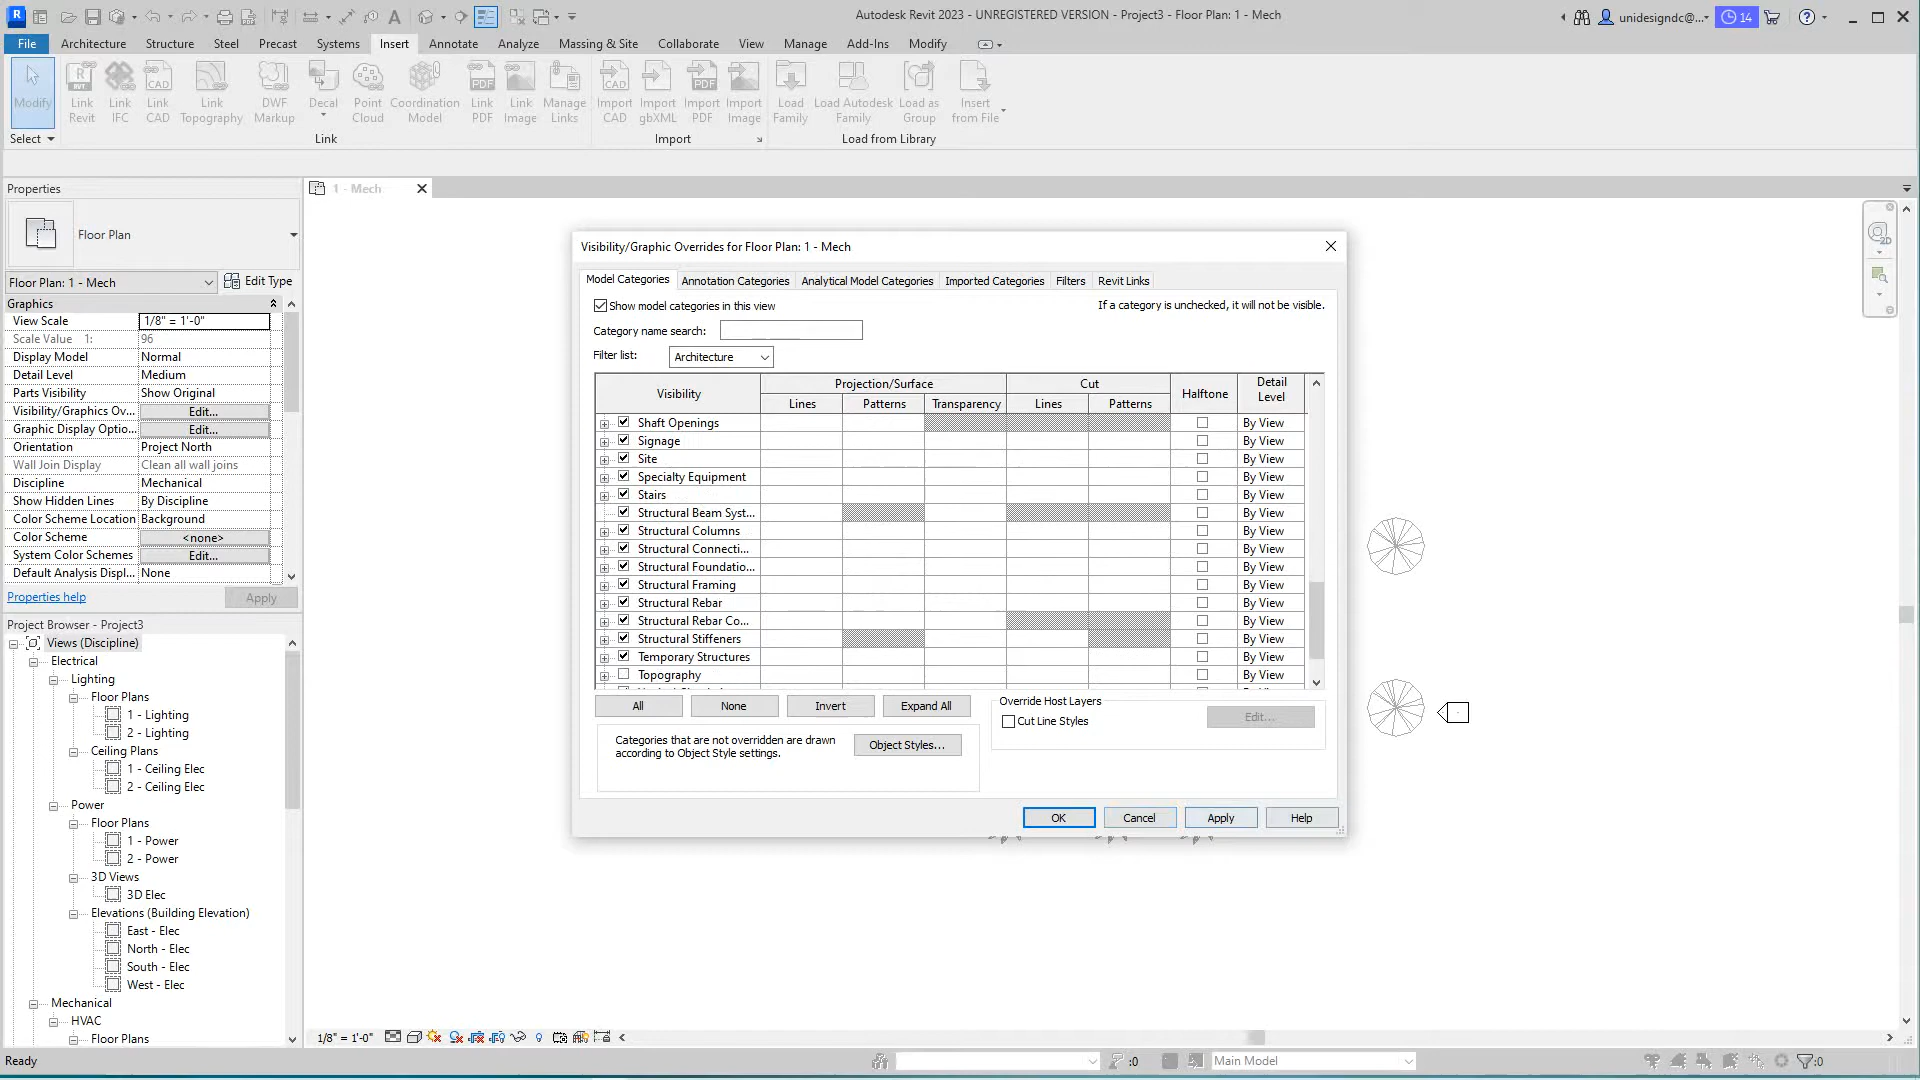 Autodesk Revit 2023 - UNREGISTERED VERSION - Project3 - Floor Plan: 1 - Mech
unidesigndc@...
14
File
Architecture
Structure
Steel
Precast
Systems
Insert
Annotate
Analyze
Massing & Site
Collaborate
View
Manage
Add-Ins
Modify
Modify
Link Revit
Link IFC
Link CAD
Link Topography
DWF Markup
Decal
Point Cloud
Coordination Model
Link PDF
Link Image
Manage Links
Import CAD
Import gbXML
Import PDF
Import Image
Load Family
Load Autodesk Family
Load as Group
Insert from File
Select
Link
Import
Load from Library
Properties
1 - Mech
Floor Plan
Floor Plan: 1 - Mech
Edit Type
Graphics
View Scale 1/8" = 1'-0"
Scale Value 1: 96
Display Model Normal
Detail Level Medium
Parts Visibility Show Original
Visibility/Graphics Ov... Edit...
Graphic Display Optio... Edit...
Orientation Project North
Wall Join Display Clean all wall joins
Discipline Mechanical
Show Hidden Lines By Discipline
Color Scheme Location Background
Color Scheme <none>
System Color Schemes Edit...
Default Analysis Displ... None
Properties help
Apply
Project Browser - Project3
Views (Discipline)
Electrical
Lighting
Floor Plans
1 - Lighting
2 - Lighting
Ceiling Plans
1 - Ceiling Elec
2 - Ceiling Elec
Power
Floor Plans
1 - Power
2 - Power
3D Views
3D Elec
Elevations (Building Elevation)
East - Elec
North - Elec
South - Elec
West - Elec
Mechanical
HVAC
Floor Plans
Visibility/Graphic Overrides for Floor Plan: 1 - Mech
Model Categories
Annotation Categories
Analytical Model Categories
Imported Categories
Filters
Revit Links
Show model categories in this view
If a category is unchecked, it will not be visible.
Category name search:
Filter list: Architecture
Visibility
Projection/Surface
Cut
Halftone
Detail Level
Lines
Patterns
Transparency
Lines
Patterns
Shaft Openings By View
Signage By View
Site By View
Specialty Equipment By View
Stairs By View
Structural Beam Syst... By View
Structural Columns By View
Structural Connecti... By View
Structural Foundatio... By View
Structural Framing By View
Structural Rebar By View
Structural Rebar Co... By View
Structural Stiffeners By View
Temporary Structures By View
Topography By View
All
None
Invert
Expand All
Override Host Layers
Cut Line Styles
Edit...
Categories that are not overridden are drawn
according to Object Style settings.
Object Styles...
OK
Cancel
Apply
Help
1/8" = 1'-0"
Ready
:0
Main Model
:0